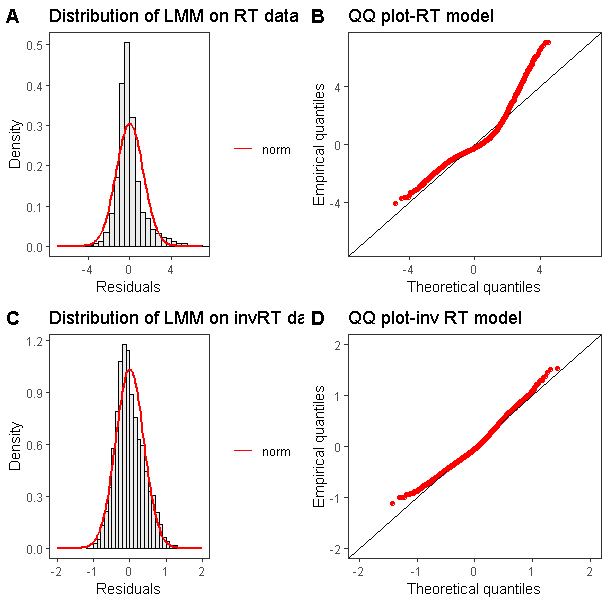 A Distribution of LMM on RT data
0.5
0.4
0.3
0.2
0.1
0.0
Density
-4 0 4
Residuals
norm
B QQ plot-RT model
4
0
-4
Empirical quantiles
-4 0 4
Theoretical quantiles
C Distribution of LMM on invRT da
1.2
0.9
0.6
0.3
0.0
Density
-2 -1 0 1 2
Residuals
norm
D QQ plot-inv RT model
2
1
0
-1
-2
Empirical quantiles
-2 -1 0 1 2
Theoretical quantiles